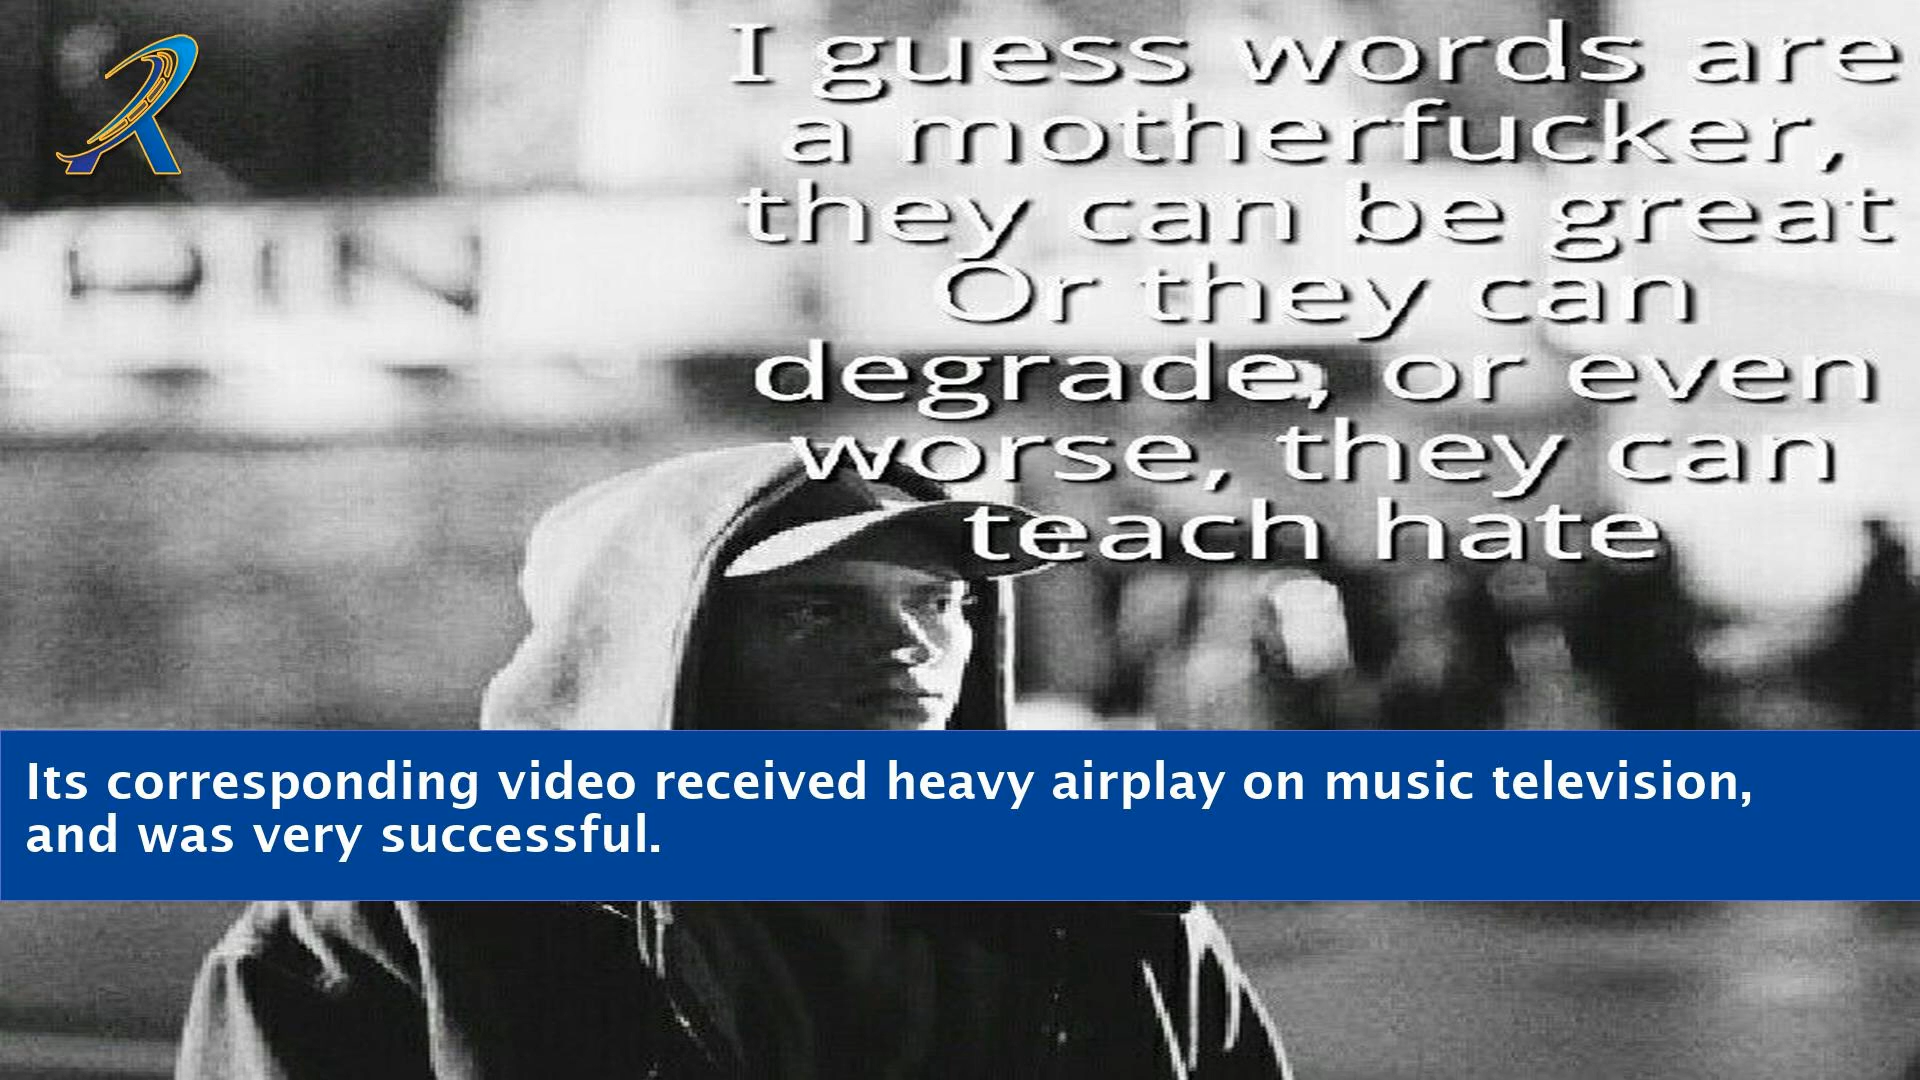 I guess words are
a motherfucker,
they can be great
Or they can
degrade, or even
worse, they can
teach hate
Its corresponding video received heavy airplay on music television,
and was very successful.